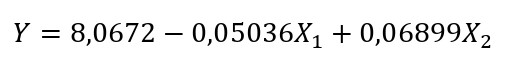 Y = 8,0672 − 0,05036X₁ + 0,06899X₂